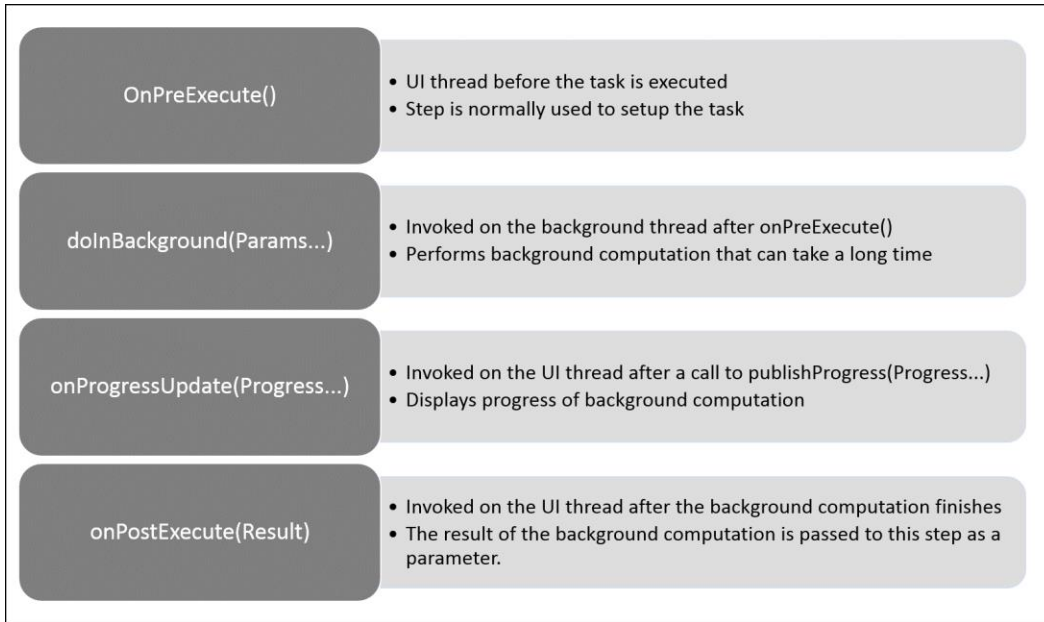 OnPreExecute()
• UI thread before the task is executed
• Step is normally used to setup the task
doInBackground(Params...)
• Invoked on the background thread after onPreExecute()
• Performs background computation that can take a long time
onProgressUpdate(Progress...)
• Invoked on the UI thread after a call to publishProgress(Progress...)
• Displays progress of background computation
onPostExecute(Result)
• Invoked on the UI thread after the background computation finishes
• The result of the background computation is passed to this step as a
parameter.